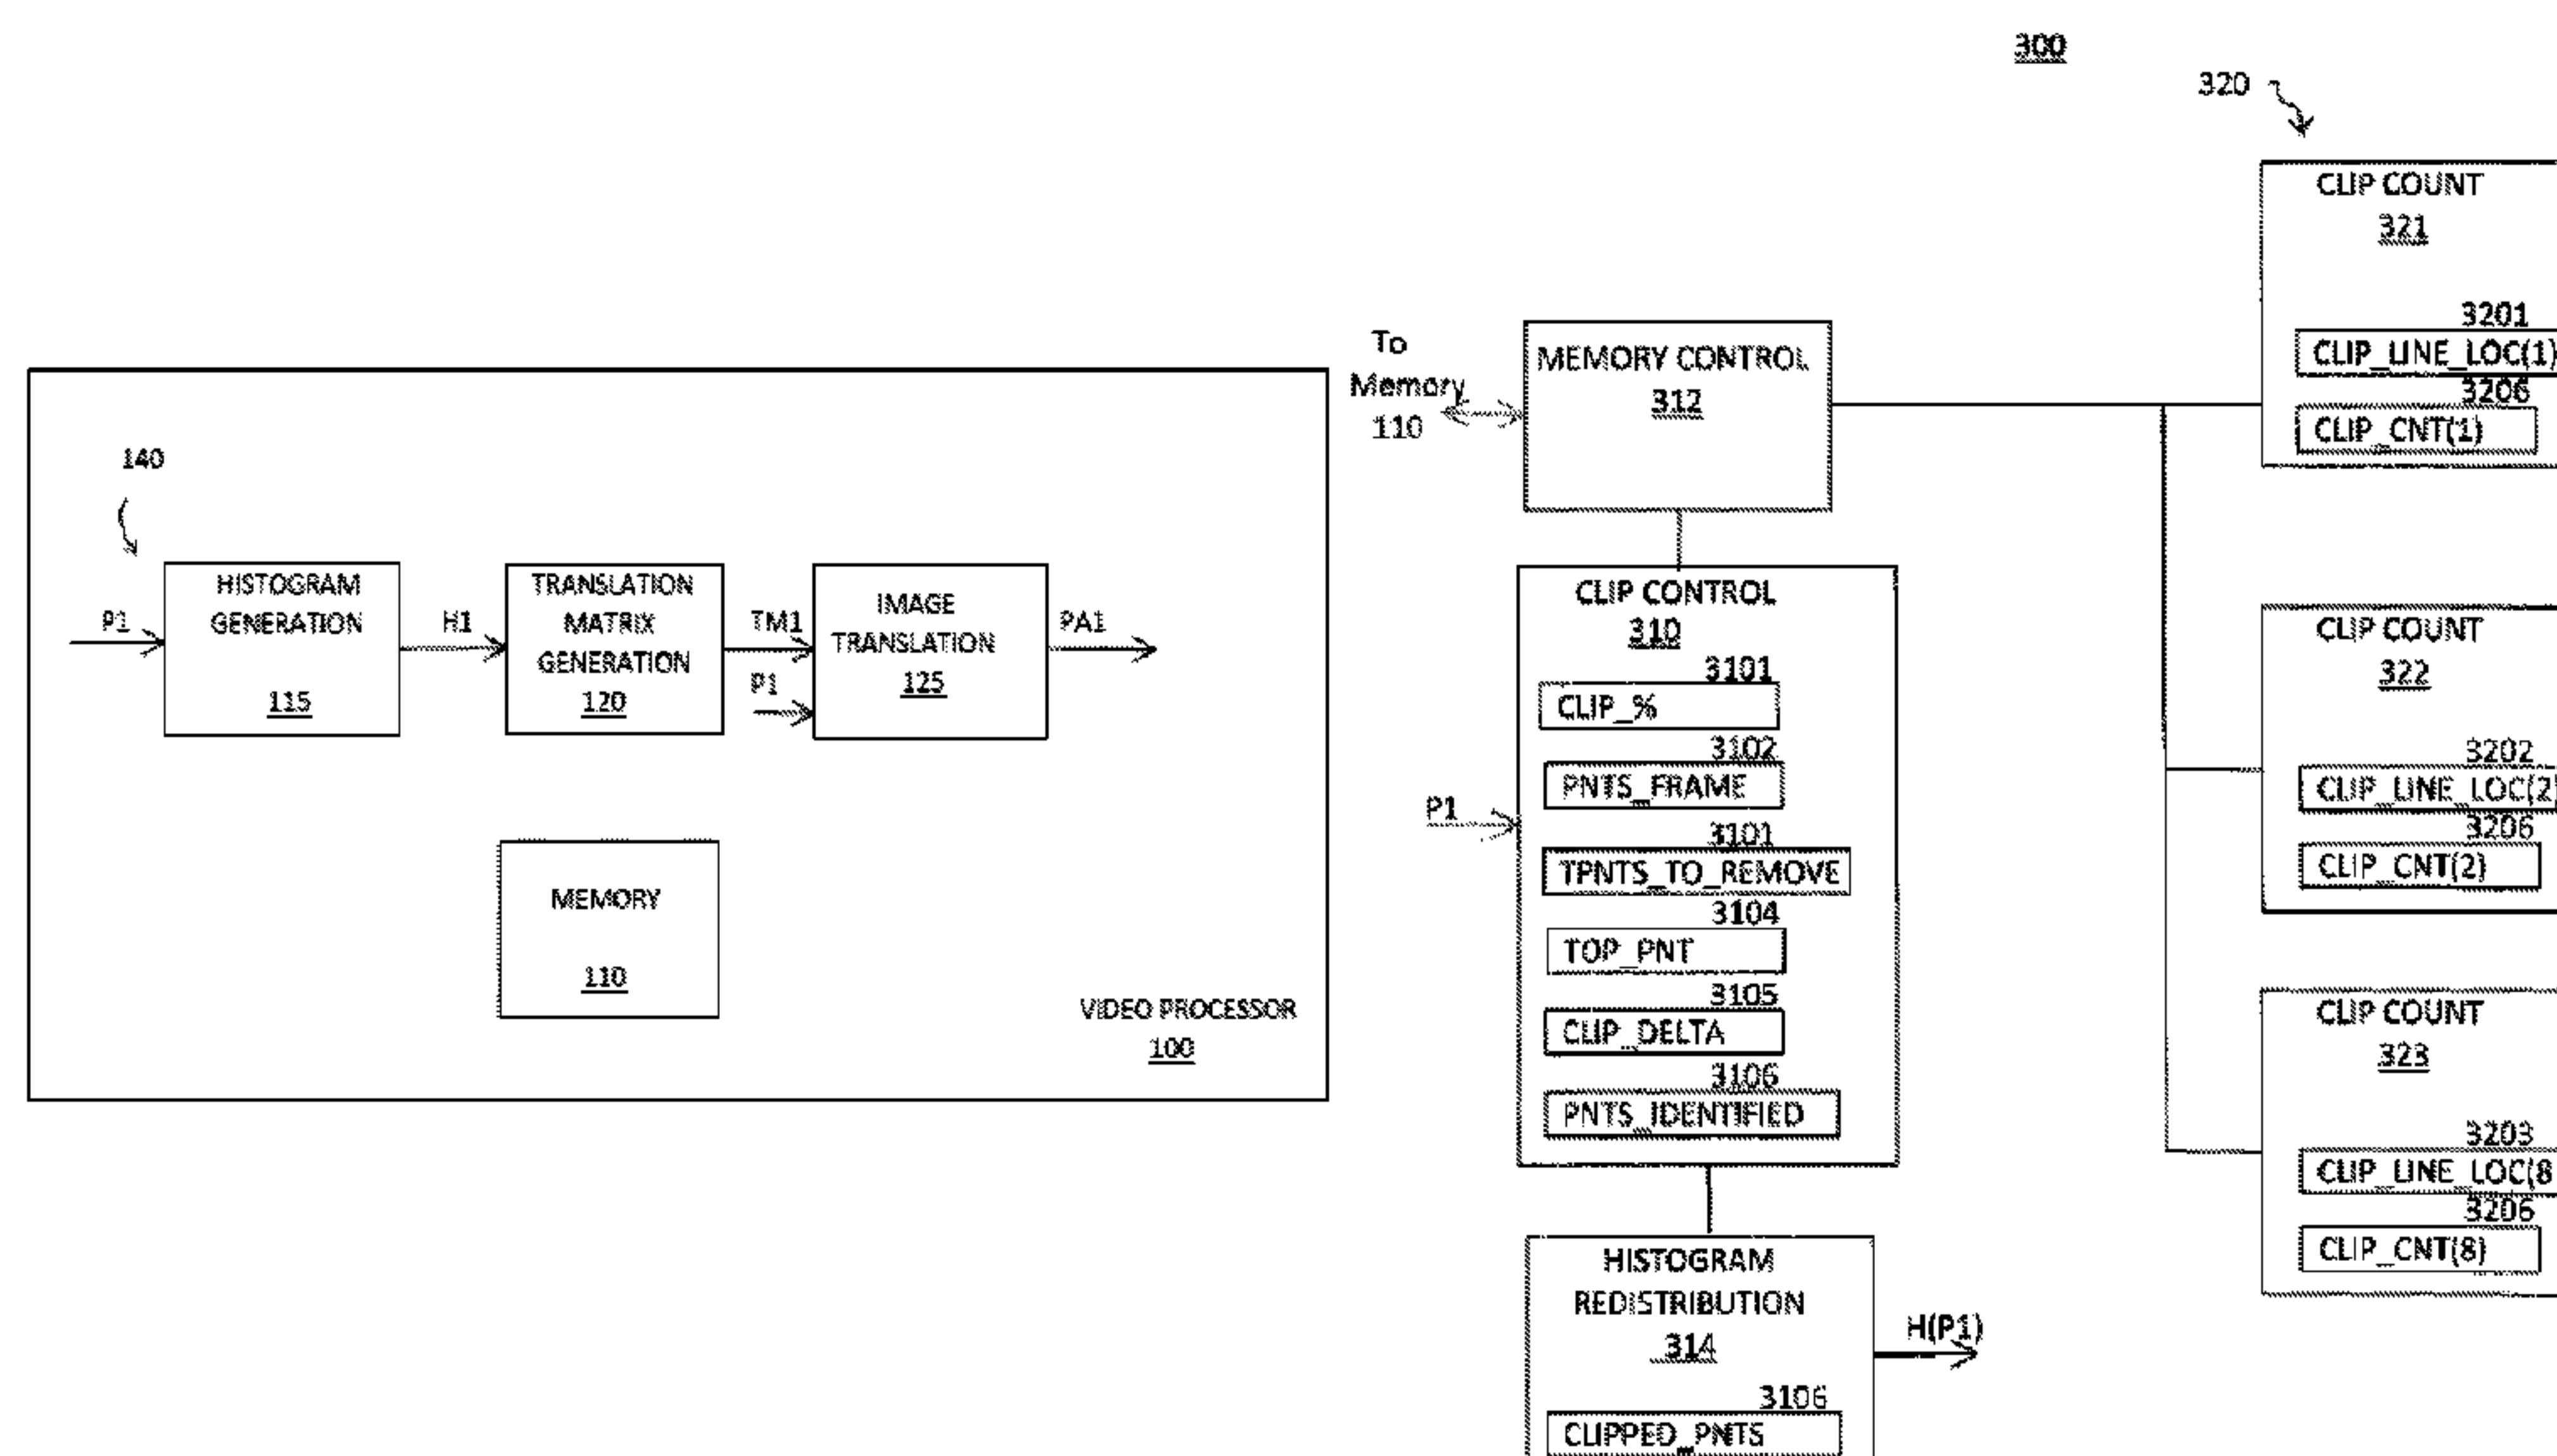 140
P1
HISTOGRAM
GENERATION
115
H1
TRANSLATION
MATRIX
GENERATION
120
TM1
P1
IMAGE
TRANSLATION
125
PA1
MEMORY
110
VIDEO PROCESSOR
100
300
320
To
Memory
110
MEMORY CONTROL
312
P1
CLIP CONTROL
310
3101
CLIP_%
3102
PNTS_FRAME
3101
TPNTS_TO_REMOVE
3104
TOP_PNT
3105
CLIP_DELTA
3106
PNTS_IDENTIFIED
HISTOGRAM
REDISTRIBUTION
314
3106
CLIPPED_PNTS
H(P1)
CLIP COUNT
321
3201
CLIP_LINE_LOC(1)
3206
CLIP_CNT(1)
CLIP COUNT
322
3202
CLIP_LINE_LOC(2)
3206
CLIP_CNT(2)
CLIP COUNT
323
3203
CLIP_LINE_LOC(8
3206
CLIP_CNT(8)